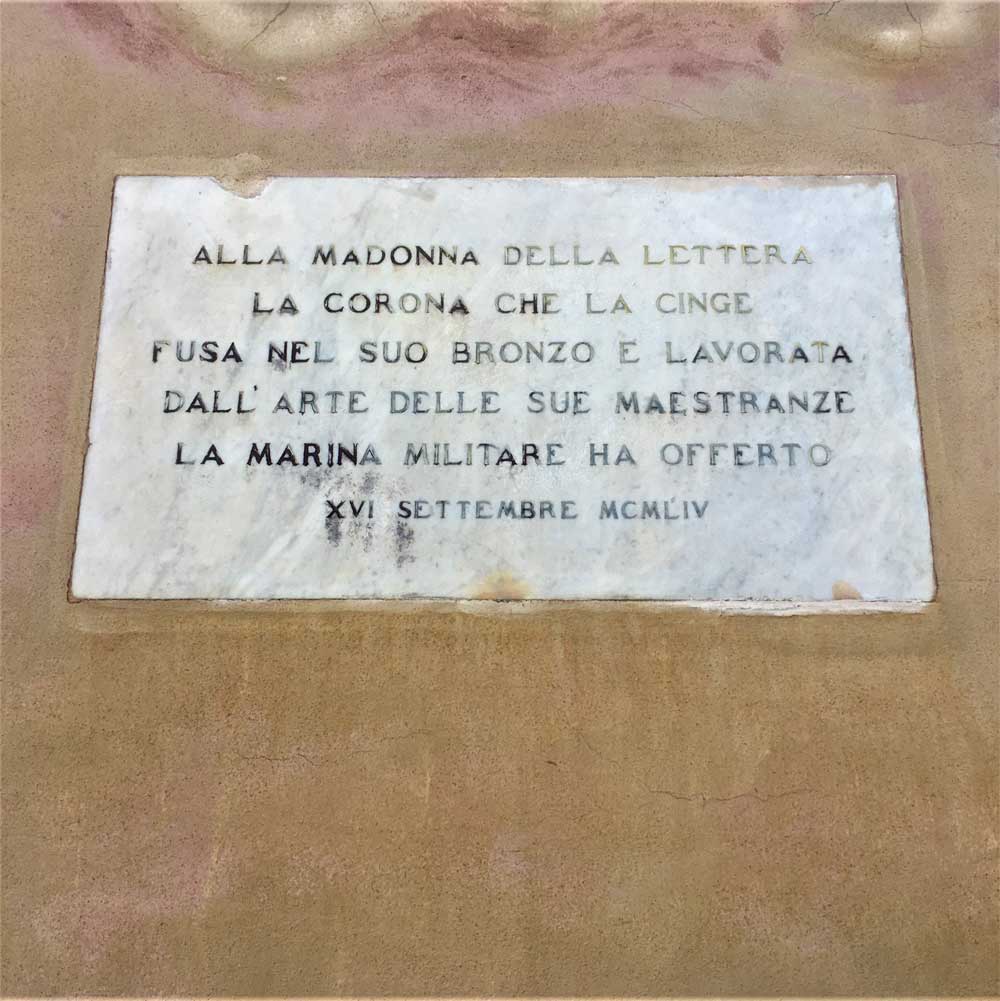 ALLA MADONNA DELLA LETTERA
LA CORONA CHE LA CINGE
FUSA NEL SUO BRONZO E LAVORATA
DALL'ARTE DELLE SUE MAESTRANZE
LA MARINA MILITARE HA OFFERTO
XVI SETTEMBRE MCMLIV